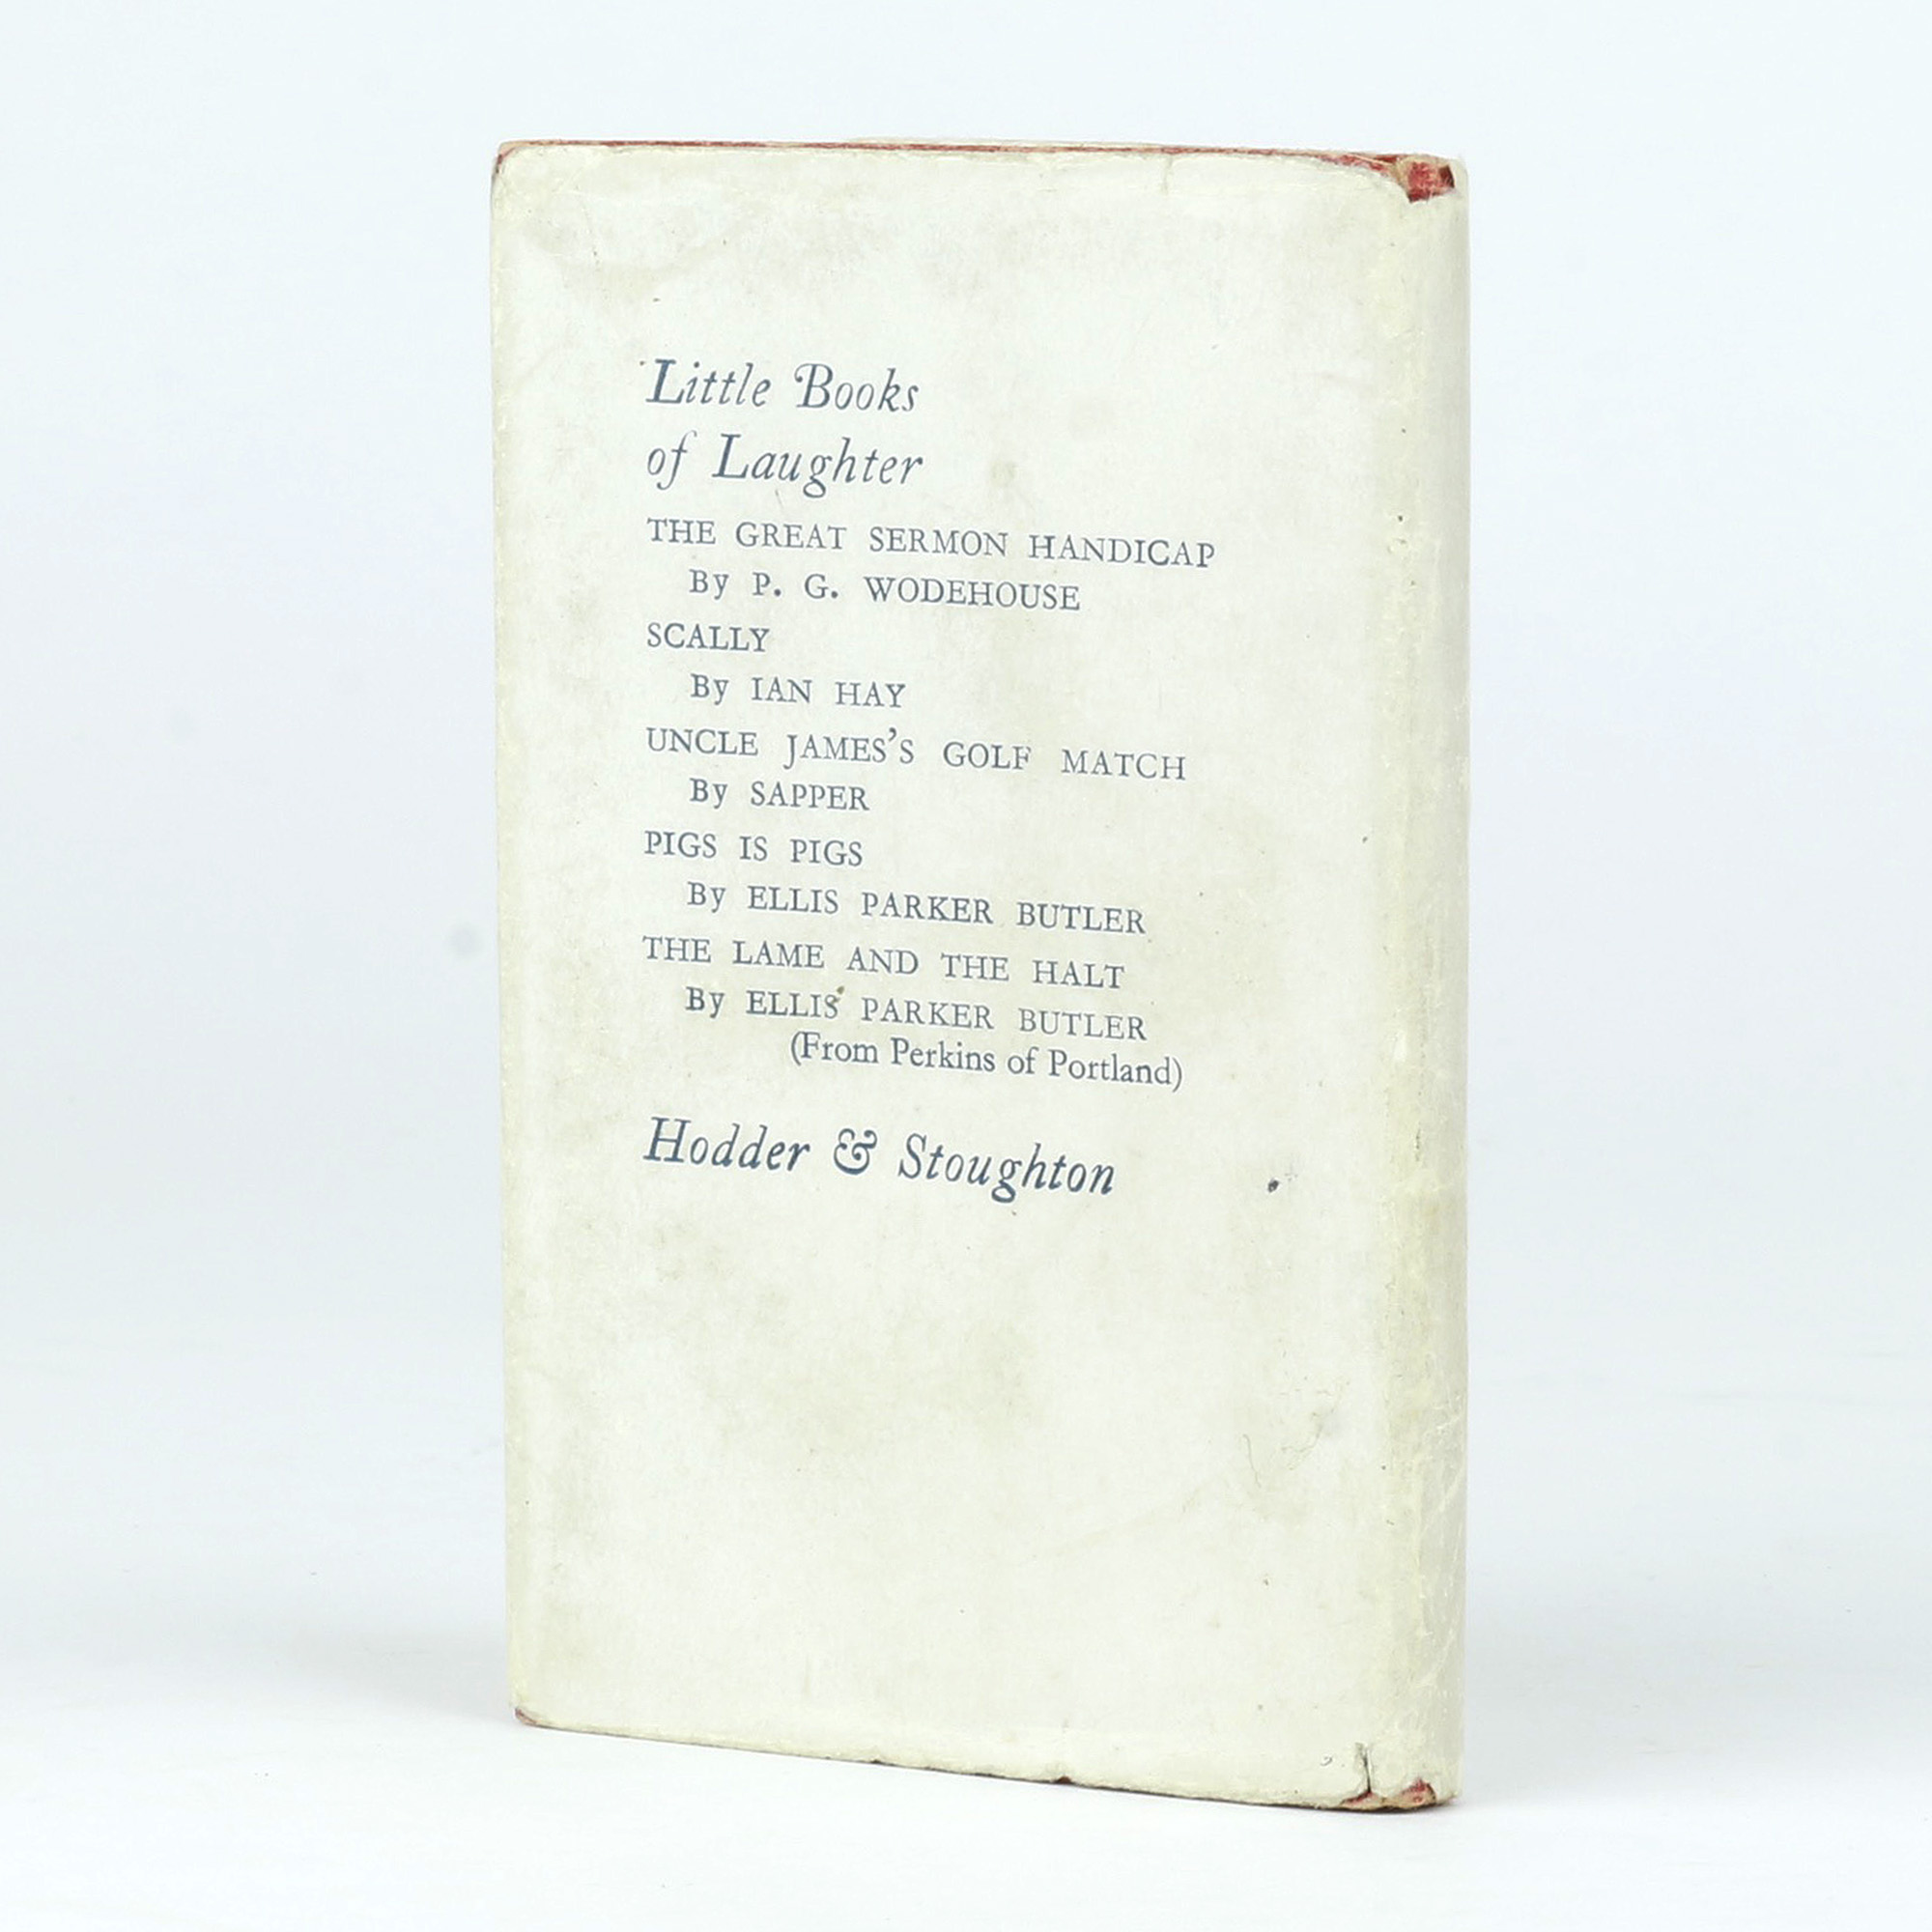 Little Books
of Laughter
THE GREAT SERMON HANDICAP
By P. G. WODEHOUSE
SCALLY
By IAN HAY
UNCLE JAMES'S GOLF MATCH
By SAPPER
PIGS IS PIGS
By ELLIS PARKER BUTLER
THE LAME AND THE HALT
By ELLIS PARKER BUTLER
(From Perkins of Portland)
Hodder & Stoughton